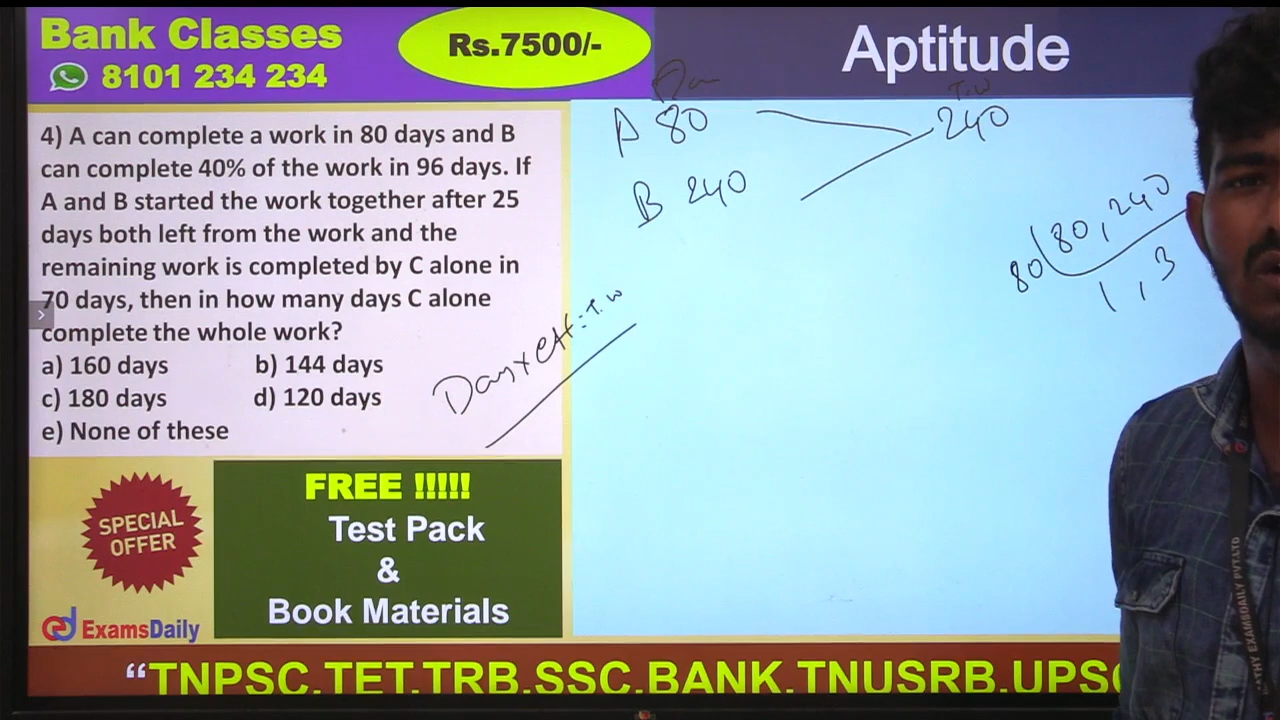 Bank Classes
8101 234 234
Rs.7500/-
Aptitude
4) A can complete a work in 80 days and B
can complete 40% of the work in 96 days. If
A and B started the work together after 25
days both left from the work and the
remaining work is completed by C alone in
70 days, then in how many days C alone
complete the whole work?
a) 160 days b) 144 days
c) 180 days d) 120 days
e) None of these
T.W
A 80 240
B 240
80 80, 240
1, 3
Day x eff = T.W
SPECIAL
OFFER
FREE !!!!!
Test Pack
&
Book Materials
ExamsDaily
“TNPSC.TET.TRB.SSC.BANK.TNUSRB.UPSC